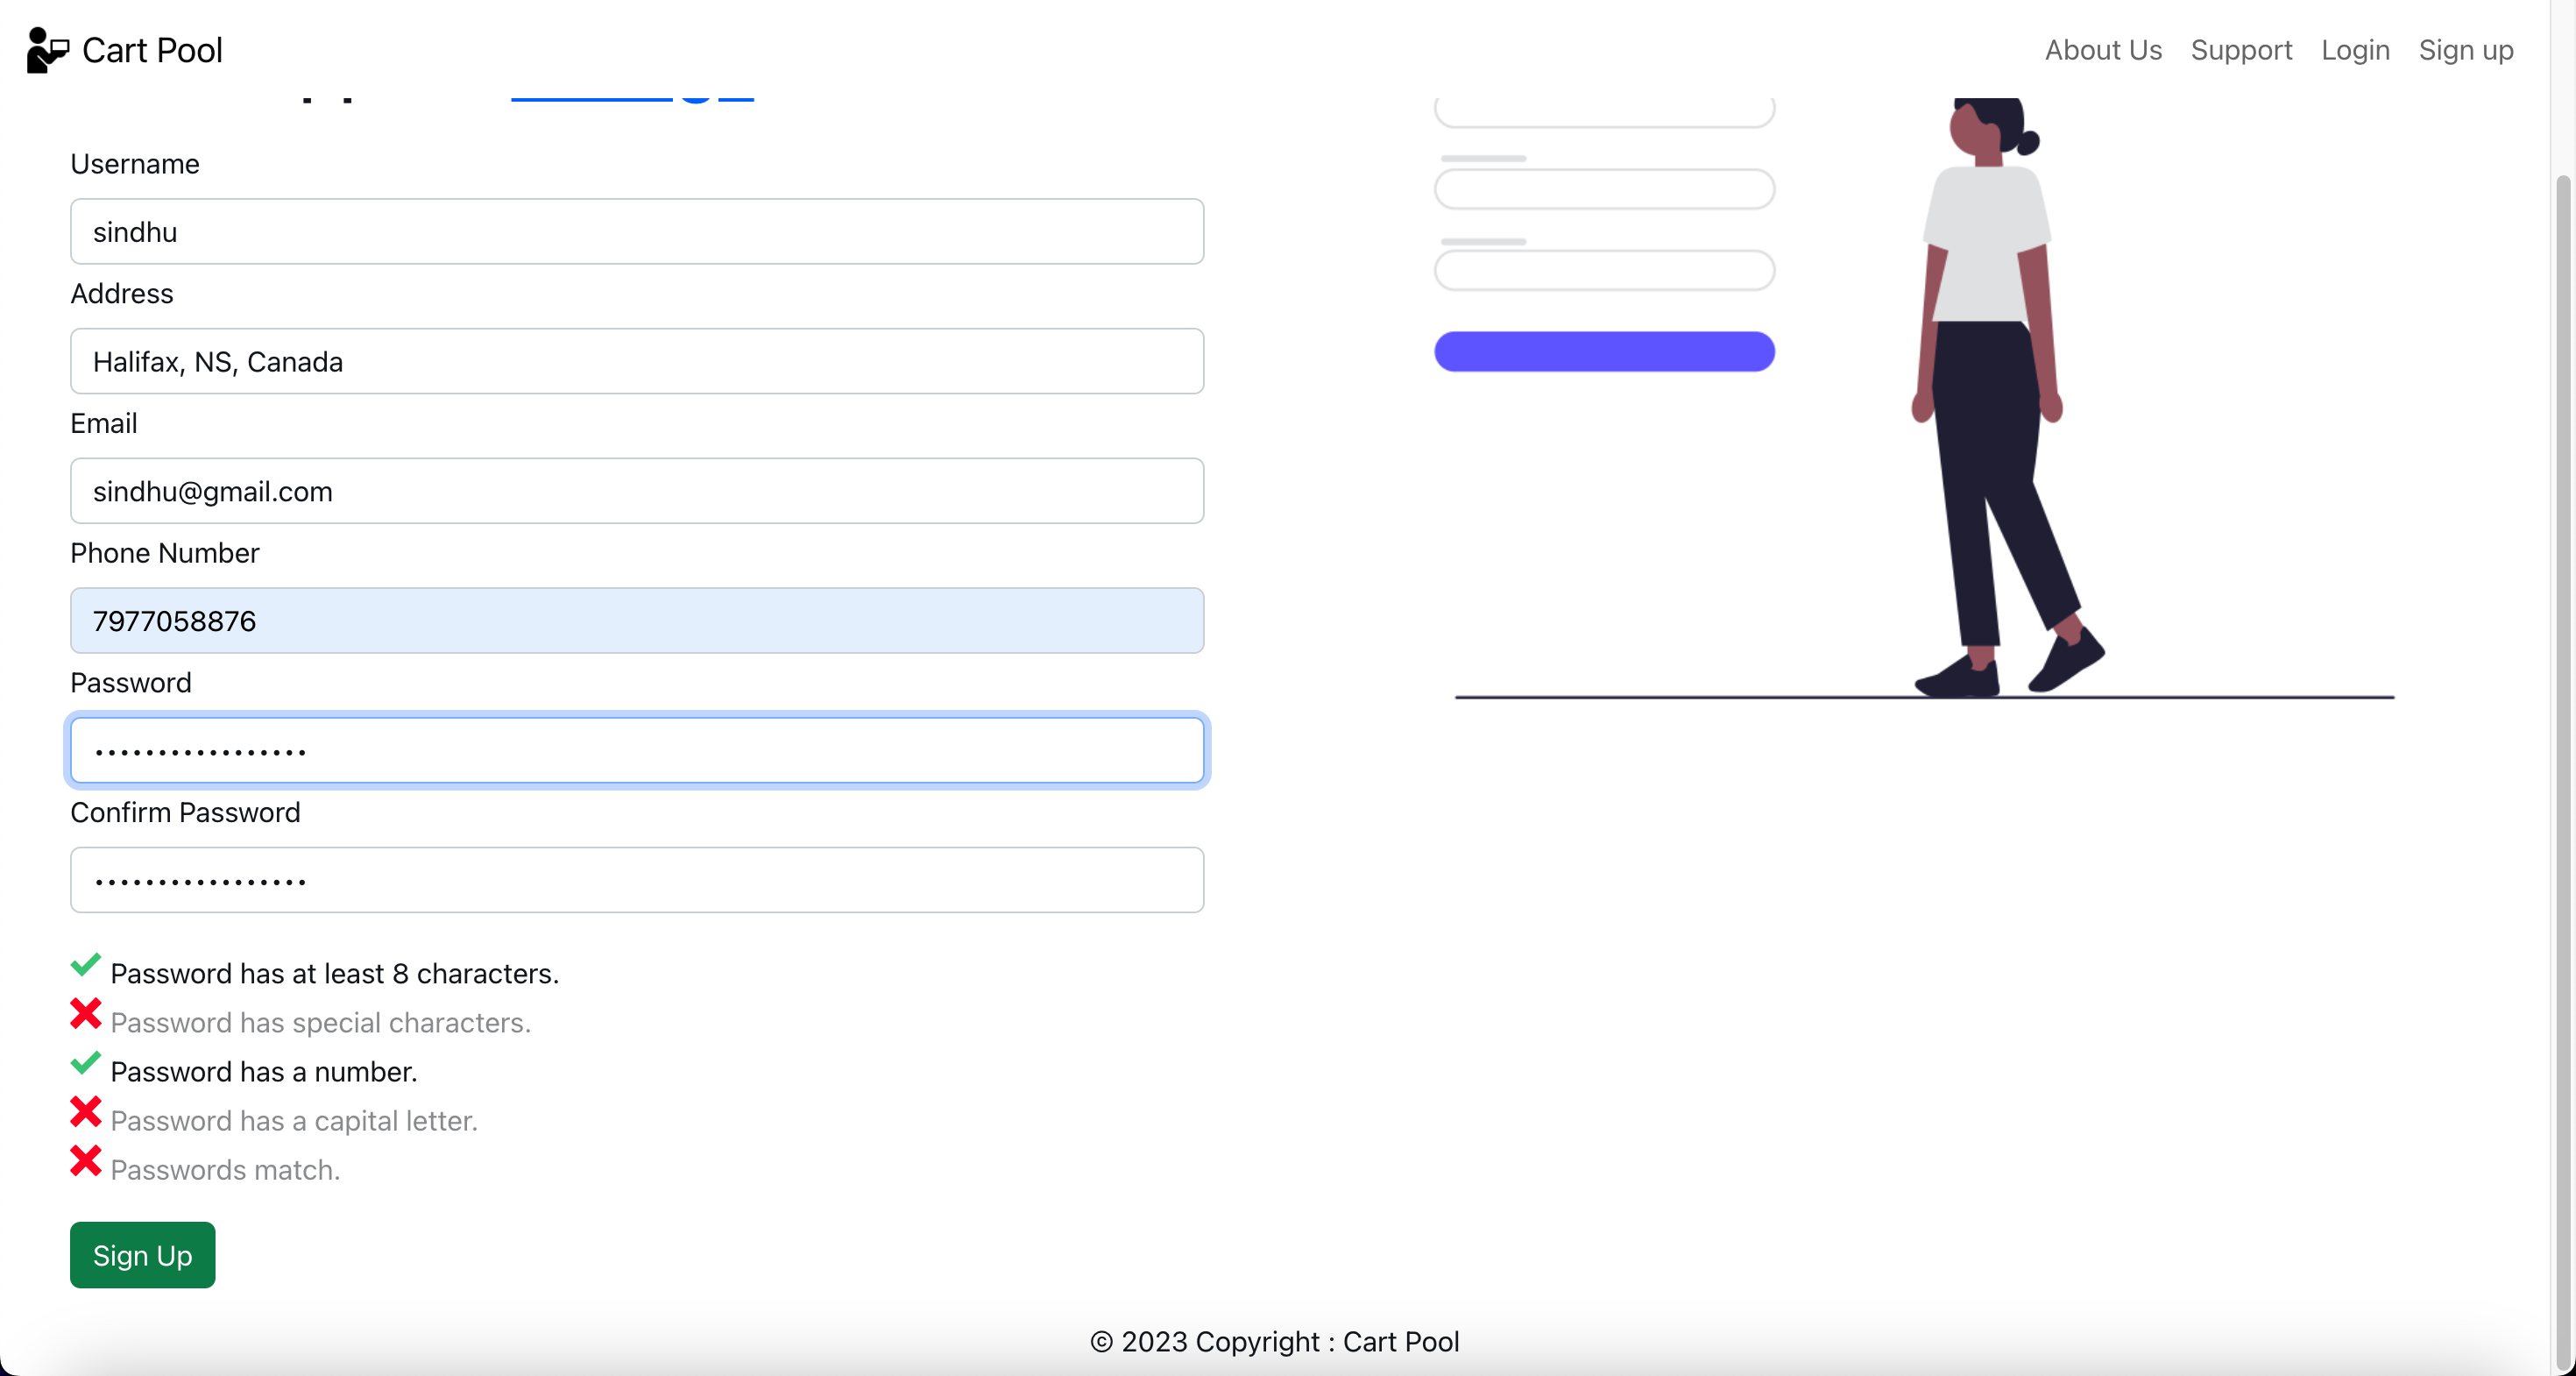 Cart Pool
About Us Support Login Sign up
Username
sindhu
Address
Halifax, NS, Canada
Email
sindhu@gmail.com
Phone Number
7977058876
Password
•••••••••••••••••
Confirm Password
•••••••••••••••••
Password has at least 8 characters.
Password has special characters.
Password has a number.
Password has a capital letter.
Passwords match.
Sign Up
© 2023 Copyright : Cart Pool